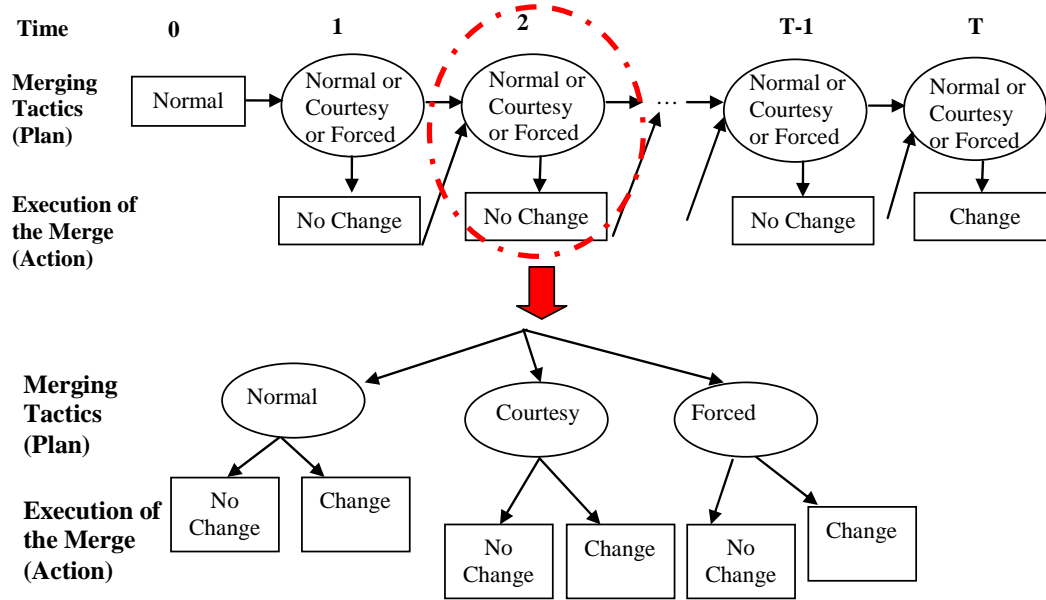 Time 0 1 2 T-1 T
Merging
Tactics
(Plan)
Normal
Normal or
Courtesy
or Forced
Normal or
Courtesy
or Forced
...
Normal or
Courtesy
or Forced
Normal or
Courtesy
or Forced
Execution of
the Merge
(Action)
No Change
No Change
No Change
Change
Merging
Tactics
(Plan)
Normal
Courtesy
Forced
Execution of
the Merge
(Action)
No
Change
Change
No
Change
Change
No
Change
Change